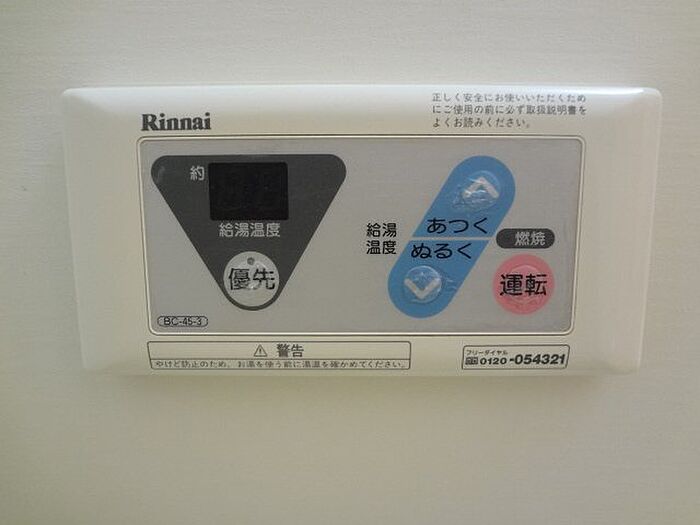 Rinnai
正しく安全にお使いいただくため
にご使用の前に必ず取扱説明書を
よくお読みください。
約
給湯温度
優先
BC-45-3
給湯
温度
あつく
ぬるく
燃焼
運転
⚠ 警告
やけど防止のため、お湯を使う前に湯温を確かめてください。
フリーダイヤル
0120-054321